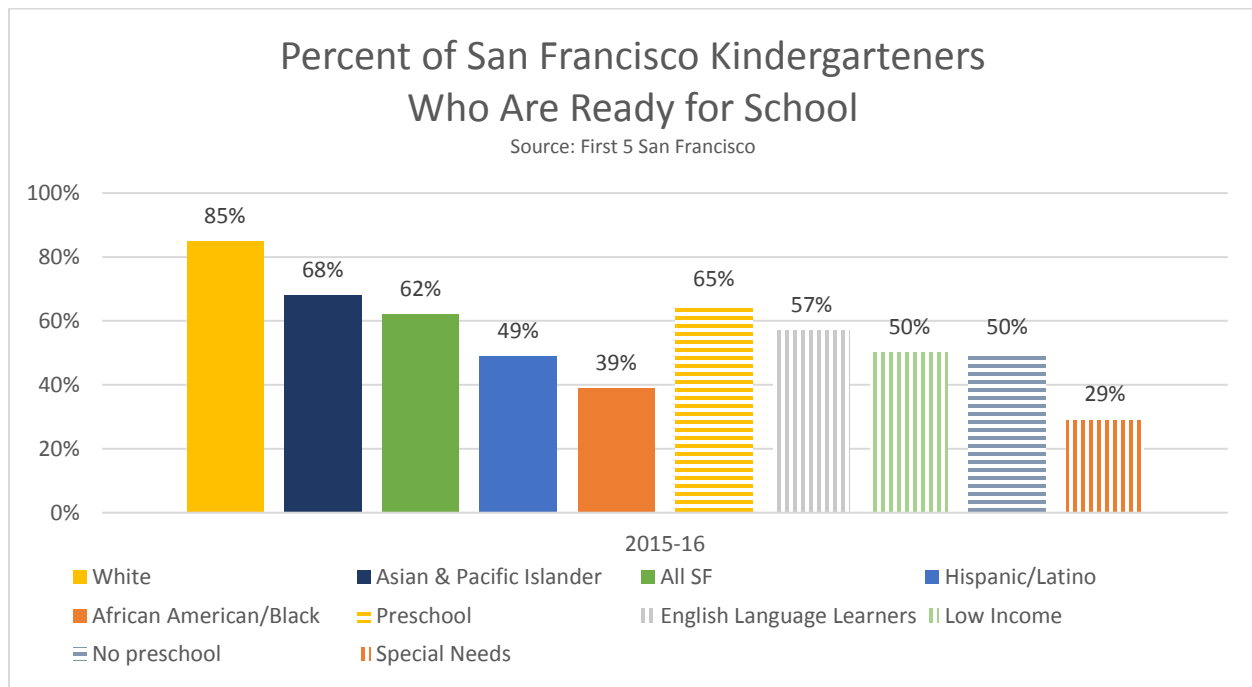 Percent of San Francisco Kindergarteners
Who Are Ready for School
Source: First 5 San Francisco
100%
80%
60%
40%
20%
0%
85%
68%
62%
49%
39%
65%
57%
50%
50%
29%
2015-16
White
Asian & Pacific Islander
All SF
Hispanic/Latino
African American/Black
Preschool
English Language Learners
Low Income
No preschool
Special Needs